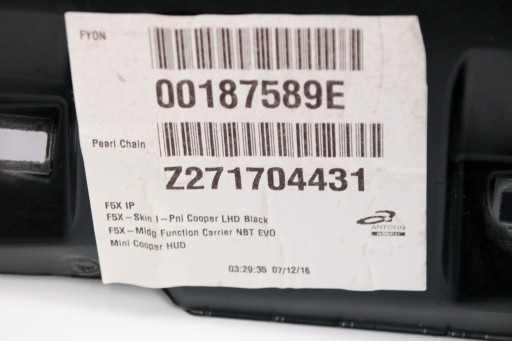 FYON
00187589E
Pearl Chain
Z271704431
F5X IP
F5X-Skin I-Pnl Cooper LHD Black
F5X-Mldg Function Carrier NBT EVO
Mini Cooper HUD
ANTOLIN
03:29:35 07/12/16